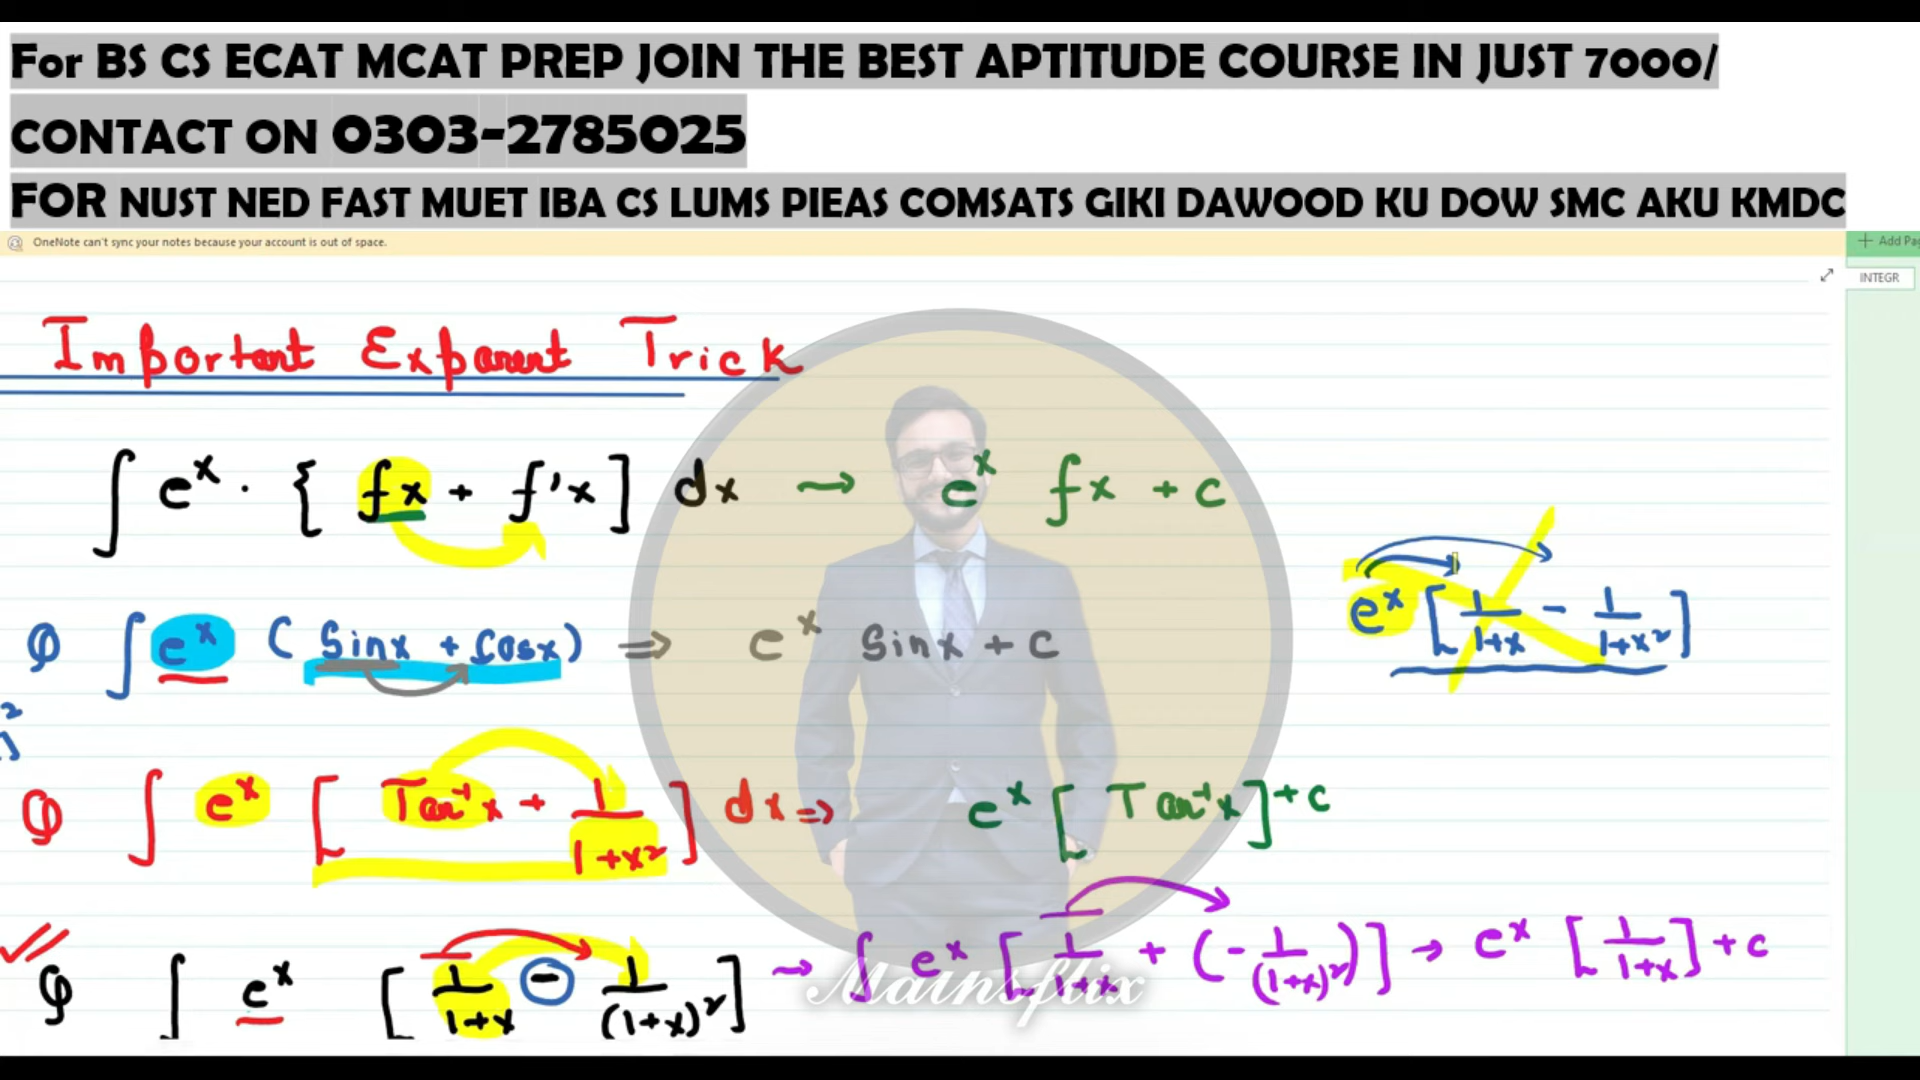 For BS CS ECAT MCAT PREP JOIN THE BEST APTITUDE COURSE IN JUST 7000/
CONTACT ON 0303-2785025
FOR NUST NED FAST MUET IBA CS LUMS PIEAS COMSATS GIKI DAWOOD KU DOW SMC AKU KMDC
OneNote can't sync your notes because your account is out of space.
+ Add Pag
INTEGR
Important Exponent Trick
∫ eˣ · { fx + f'x ] dx → eˣ fx + c
eˣ [ 1/(1+x) − 1/(1+x²) ]
Q ∫ eˣ ( Sinx + Cosx) ⇒ eˣ Sinx + c
Q ∫ eˣ [ Tan⁻¹x + 1/(1+x²) ] dx ⇒ eˣ [ Tan⁻¹x ] + c
Q ∫ eˣ [ 1/(1+x) − 1/(1+x)² ] → ∫ eˣ [ 1/(1+x) + (−1/(1+x)²) ] → eˣ [ 1/(1+x) ] + c
Mainsflix